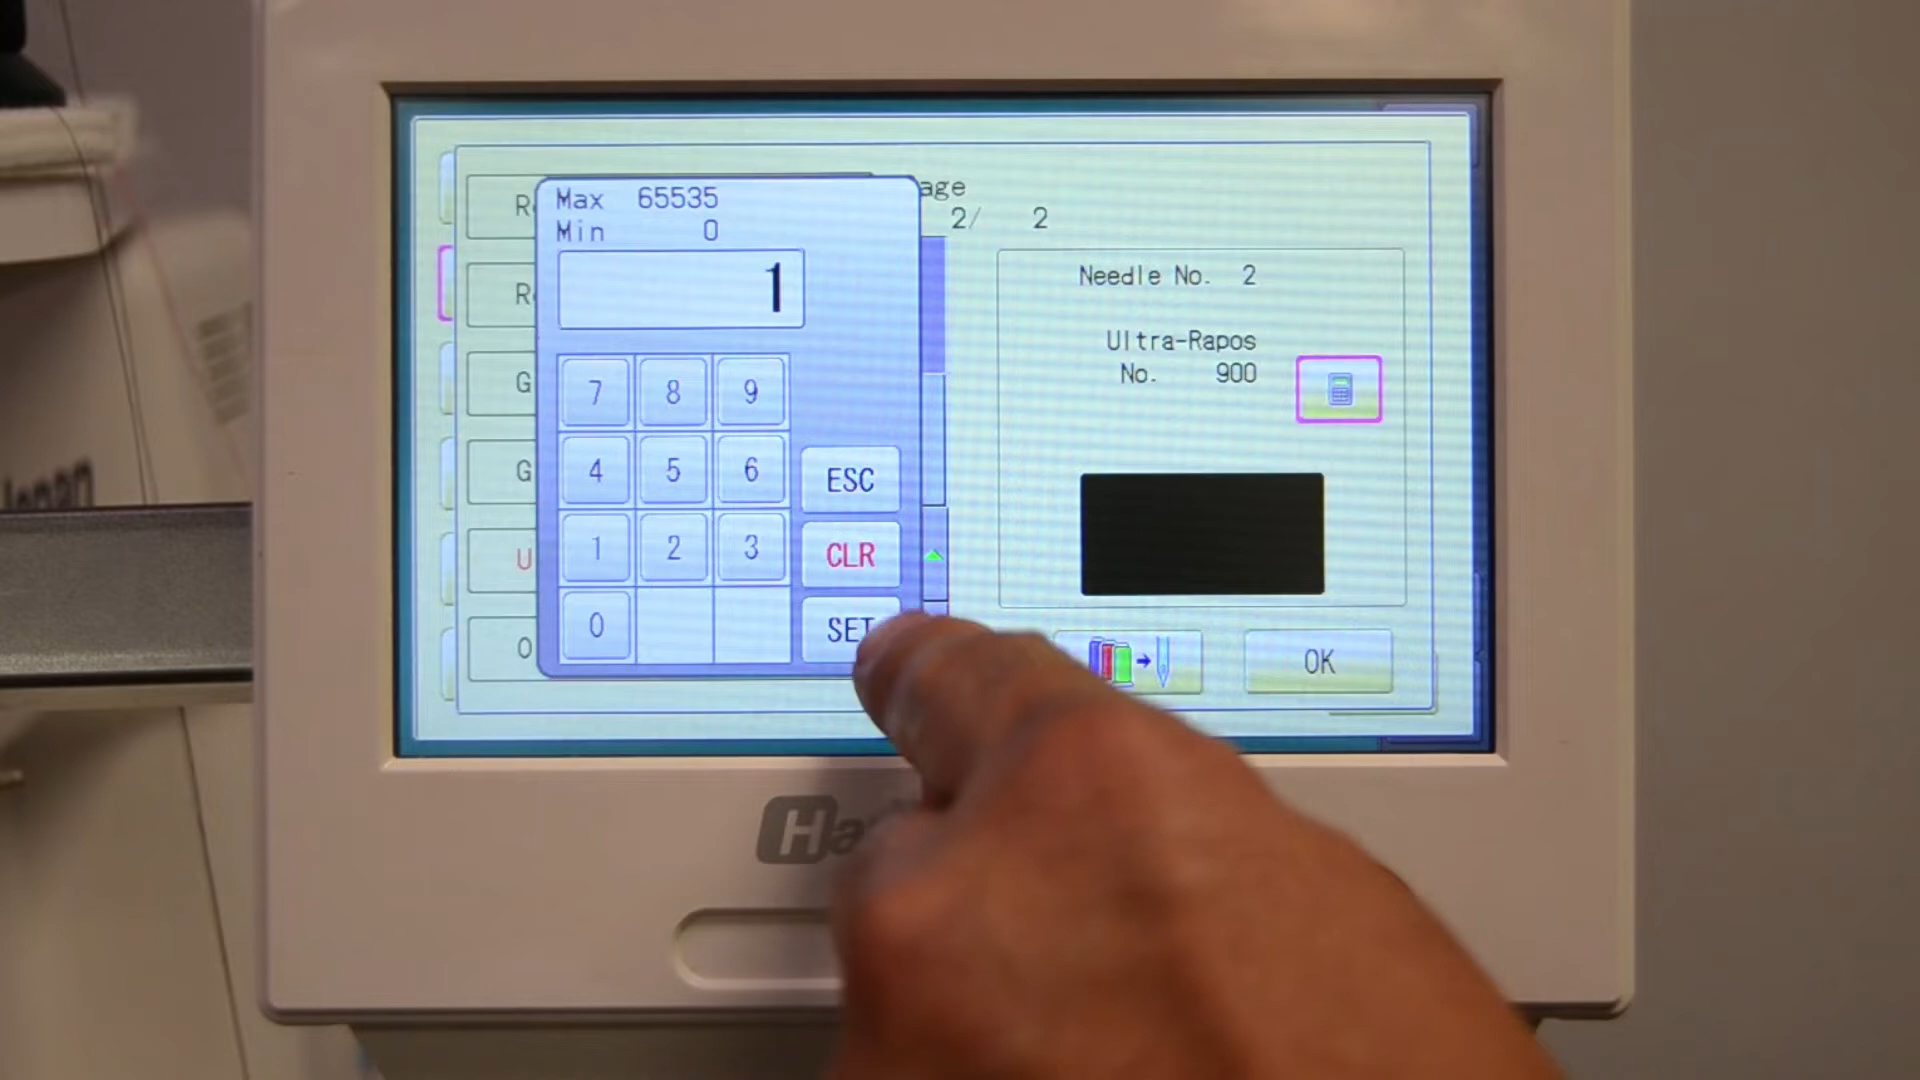 Max 65535
Min 0
1
age
2/ 2
R
R
G
G
U
O
7 8 9
4 5 6
1 2 3
0
ESC
CLR
SET
Needle No. 2
Ultra-Rapos
No. 900
OK
Ha